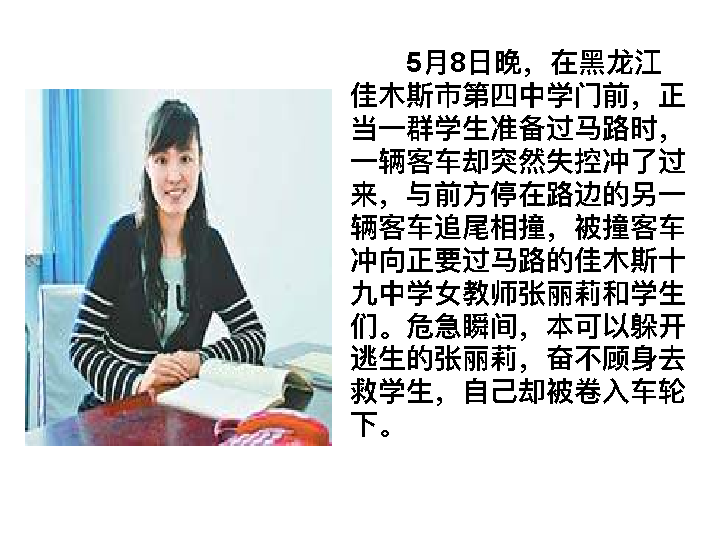 5月8日晚，在黑龙江
佳木斯市第四中学门前，正
当一群学生准备过马路时，
一辆客车却突然失控冲了过
来，与前方停在路边的另一
辆客车追尾相撞，被撞客车
冲向正要过马路的佳木斯十
九中学女教师张丽莉和学生
们。危急瞬间，本可以躲开
逃生的张丽莉，奋不顾身去
救学生，自己却被卷入车轮
下。